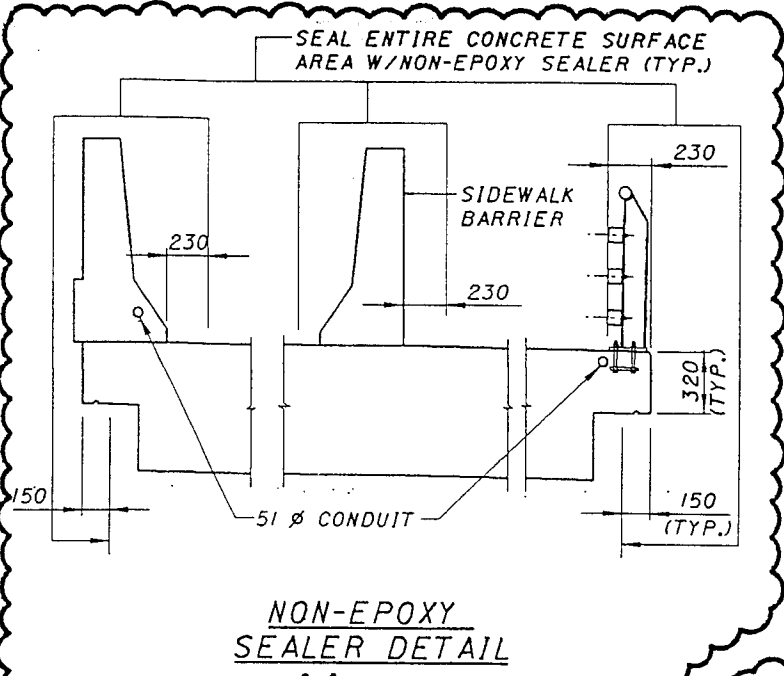 SEAL ENTIRE CONCRETE SURFACE
AREA W/NON-EPOXY SEALER (TYP.)
230
SIDEWALK
BARRIER
230
230
320
(TYP.)
150
51 Ø CONDUIT
150
(TYP.)
NON-EPOXY
SEALER DETAIL